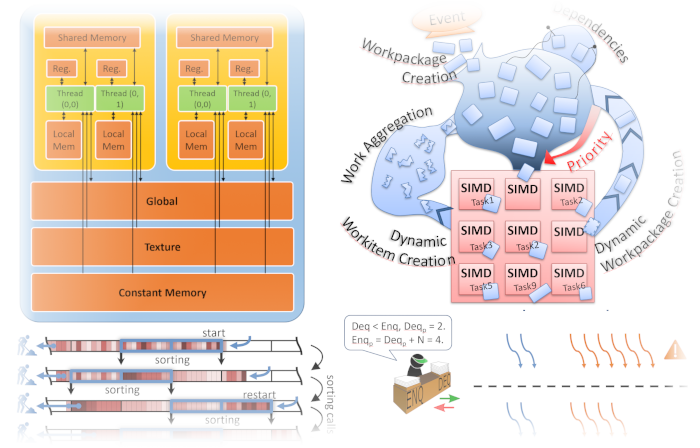 Shared Memory
Shared Memory
Reg.
Reg.
Reg.
Reg.
Thread (0,0)
Thread (0, 1)
Thread (0,0)
Thread (0, 1)
Local Mem
Local Mem
Local Mem
Local Mem
Global
Texture
Constant Memory
Event
Dependencies
Workpackage Creation
Work Aggregation
Priority
SIMD
SIMD
SIMD
Task1
Task2
SIMD
SIMD
SIMD
Task3
Task2
SIMD
SIMD
SIMD
Task5
Task9
Task6
Dynamic Workitem Creation
Dynamic Workpackage Creation
start
sorting
sorting
restart
sorting
sorting calls
Deq < Enq, Deqp = 2.
Enqp = Deqp + N = 4.
ENQ
DEQ
!